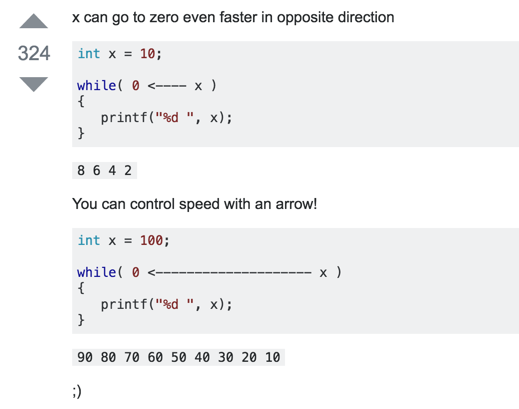 x can go to zero even faster in opposite direction
324
int x = 10;
while( 0 <---- x )
{
printf("%d ", x);
}
8 6 4 2
You can control speed with an arrow!
int x = 100;
while( 0 <-------------------- x )
{
printf("%d ", x);
}
90 80 70 60 50 40 30 20 10
;)